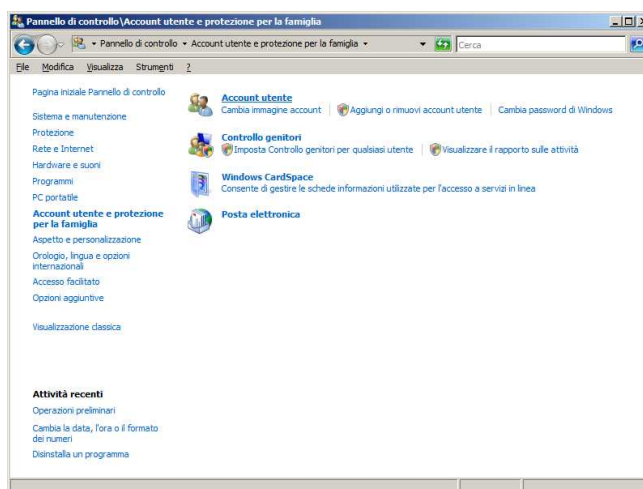 Pannello di controllo\Account utente e protezione per la famiglia
Pannello di controllo Account utente e protezione per la famiglia
Cerca
File Modifica Visualizza Strumenti ?
Pagina iniziale Pannello di controllo
Sistema e manutenzione
Protezione
Rete e Internet
Hardware e suoni
Programmi
PC portatile
Account utente e protezione
per la famiglia
Aspetto e personalizzazione
Orologio, lingua e opzioni
internazionali
Accesso facilitato
Opzioni aggiuntive
Visualizzazione classica
Account utente
Cambia immagine account Aggiungi o rimuovi account utente Cambia password di Windows
Controllo genitori
Imposta Controllo genitori per qualsiasi utente Visualizzare il rapporto sulle attività
Windows CardSpace
Consente di gestire le schede informazioni utilizzate per l'accesso a servizi in linea
Posta elettronica
Attività recenti
Operazioni preliminari
Cambia la data, l'ora o il formato
dei numeri
Disinstalla un programma